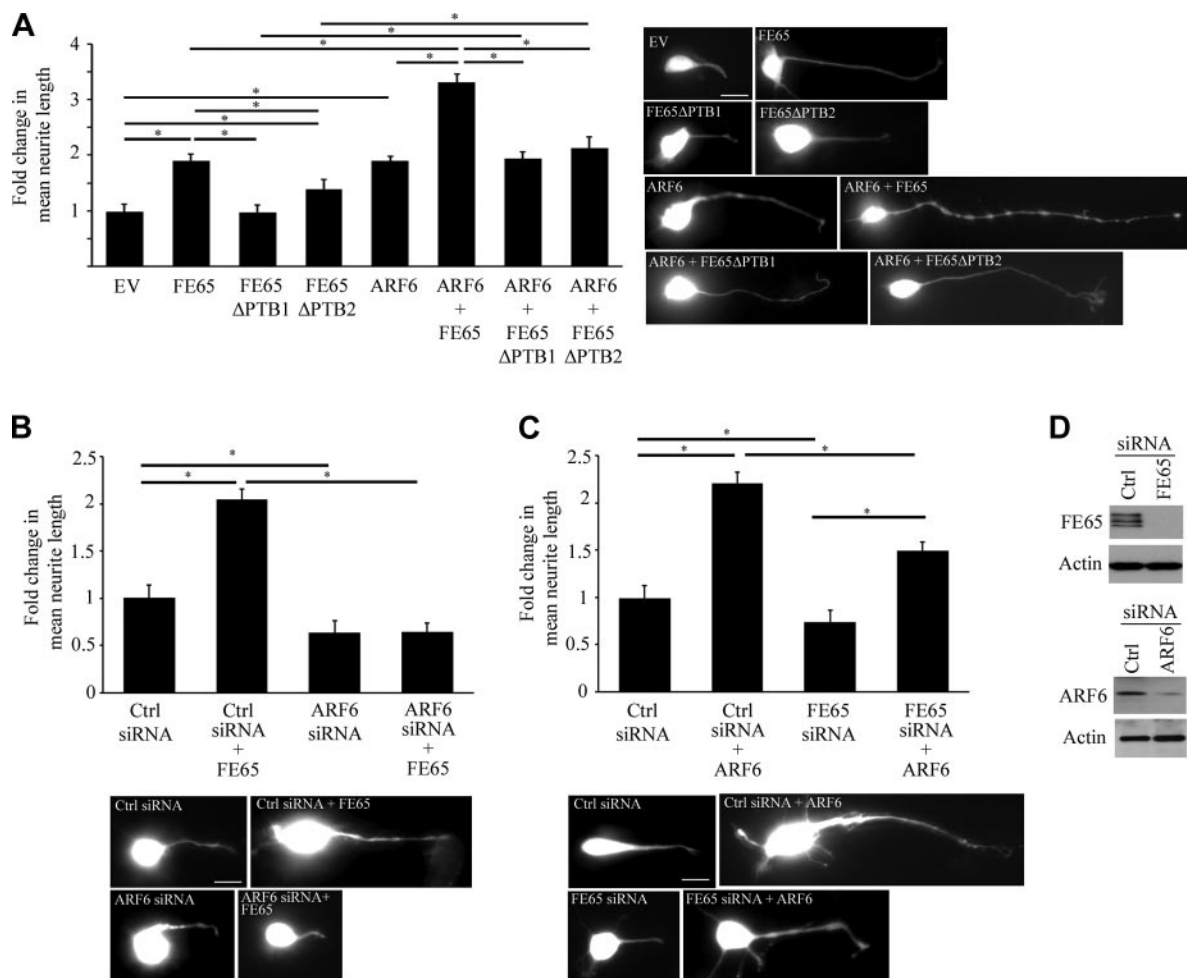 A
Fold change in
mean neurite length
4
3
2
1
* * * *
* * *
*
*
*
* *
EV
FE65
FE65
ΔPTB1
FE65
ΔPTB2
ARF6
ARF6
+
FE65
ARF6
+
FE65
ΔPTB1
ARF6
+
FE65
ΔPTB2
EV
FE65
FE65ΔPTB1
FE65ΔPTB2
ARF6
ARF6 + FE65
ARF6 + FE65ΔPTB1
ARF6 + FE65ΔPTB2
B
Fold change in
mean neurite length
2.5
2
1.5
1
0.5
0
*
* *
Ctrl
siRNA
Ctrl
siRNA
+
FE65
ARF6
siRNA
ARF6
siRNA
+
FE65
Ctrl siRNA
Ctrl siRNA + FE65
ARF6 siRNA
ARF6 siRNA+
FE65
C
Fold change in
mean neurite length
2.5
2
1.5
1
0.5
0
*
* *
*
Ctrl
siRNA
Ctrl
siRNA
+
ARF6
FE65
siRNA
FE65
siRNA
+
ARF6
Ctrl siRNA
Ctrl siRNA + ARF6
FE65 siRNA
FE65 siRNA + ARF6
D
siRNA
Ctrl
FE65
FE65
Actin
siRNA
Ctrl
ARF6
ARF6
Actin